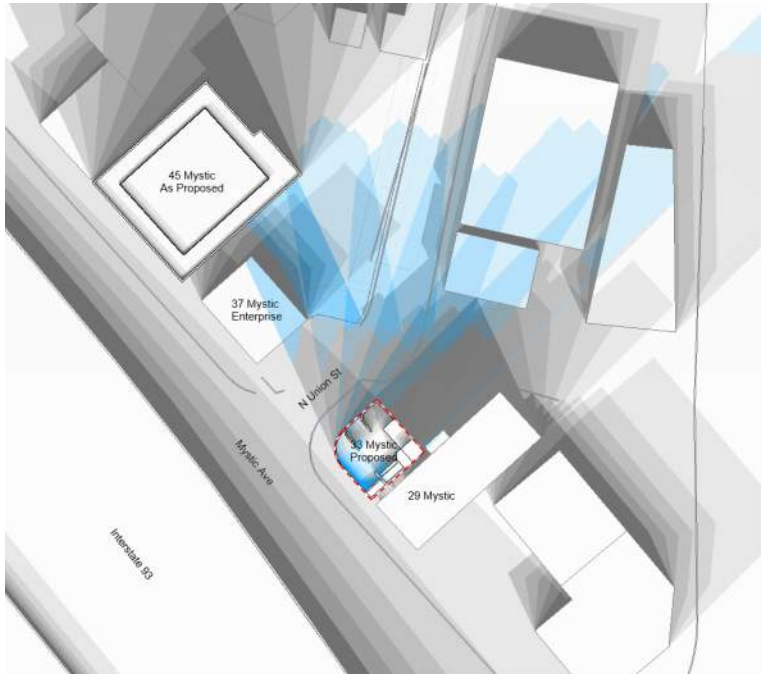 45 Mystic
As Proposed
37 Mystic
Enterprise
N Union St
33 Mystic
Proposed
Mystic Ave
29 Mystic
Interstate 93